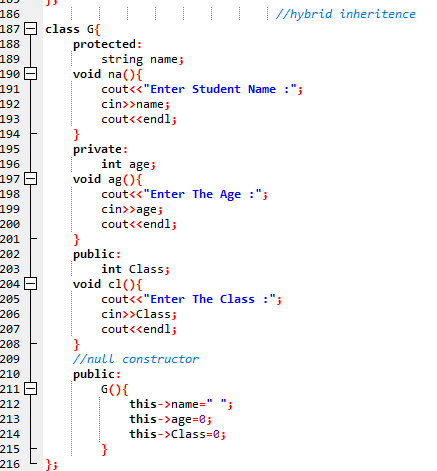 185 };
186 //hybrid inheritence
187 class G{
188 protected:
189 string name;
190 void na(){
191 cout<<"Enter Student Name :";
192 cin>>name;
193 cout<<endl;
194 }
195 private:
196 int age;
197 void ag(){
198 cout<<"Enter The Age :";
199 cin>>age;
200 cout<<endl;
201 }
202 public:
203 int Class;
204 void cl(){
205 cout<<"Enter The Class :";
206 cin>>Class;
207 cout<<endl;
208 }
209 //null constructor
210 public:
211 G(){
212 this->name=" ";
213 this->age=0;
214 this->Class=0;
215 }
216 };